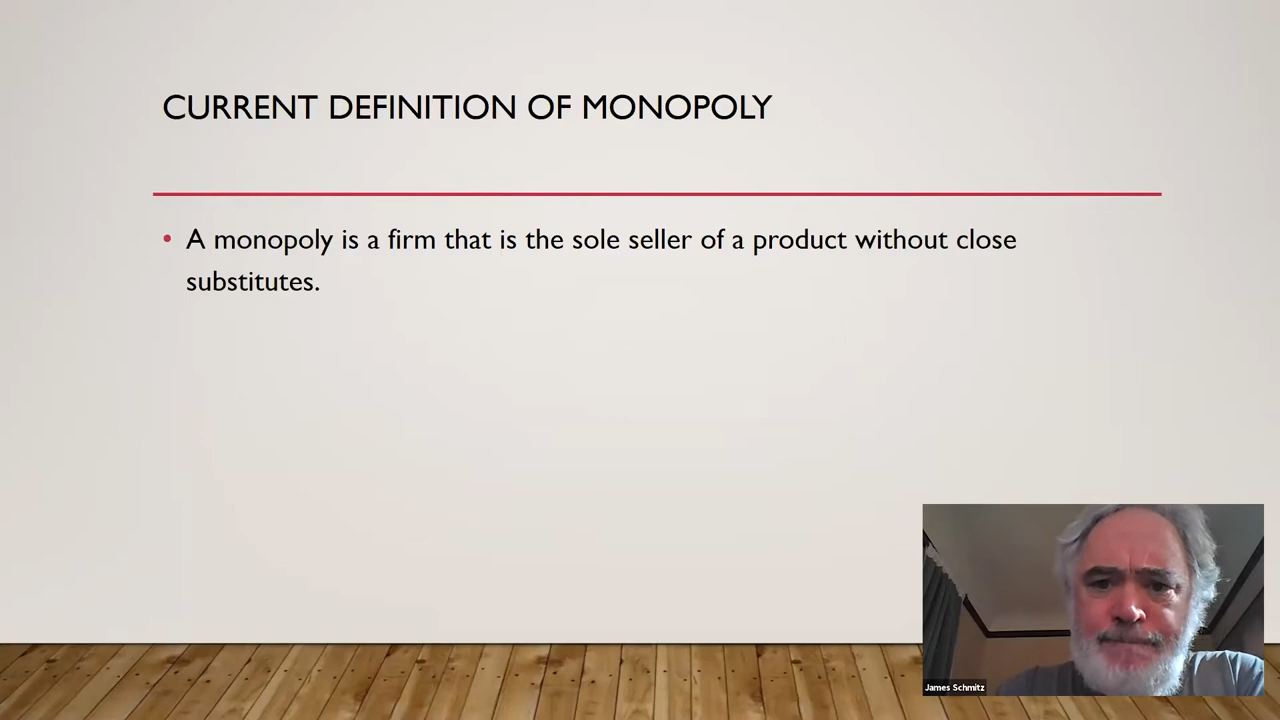 CURRENT DEFINITION OF MONOPOLY
• A monopoly is a firm that is the sole seller of a product without close
substitutes.
James Schmitz